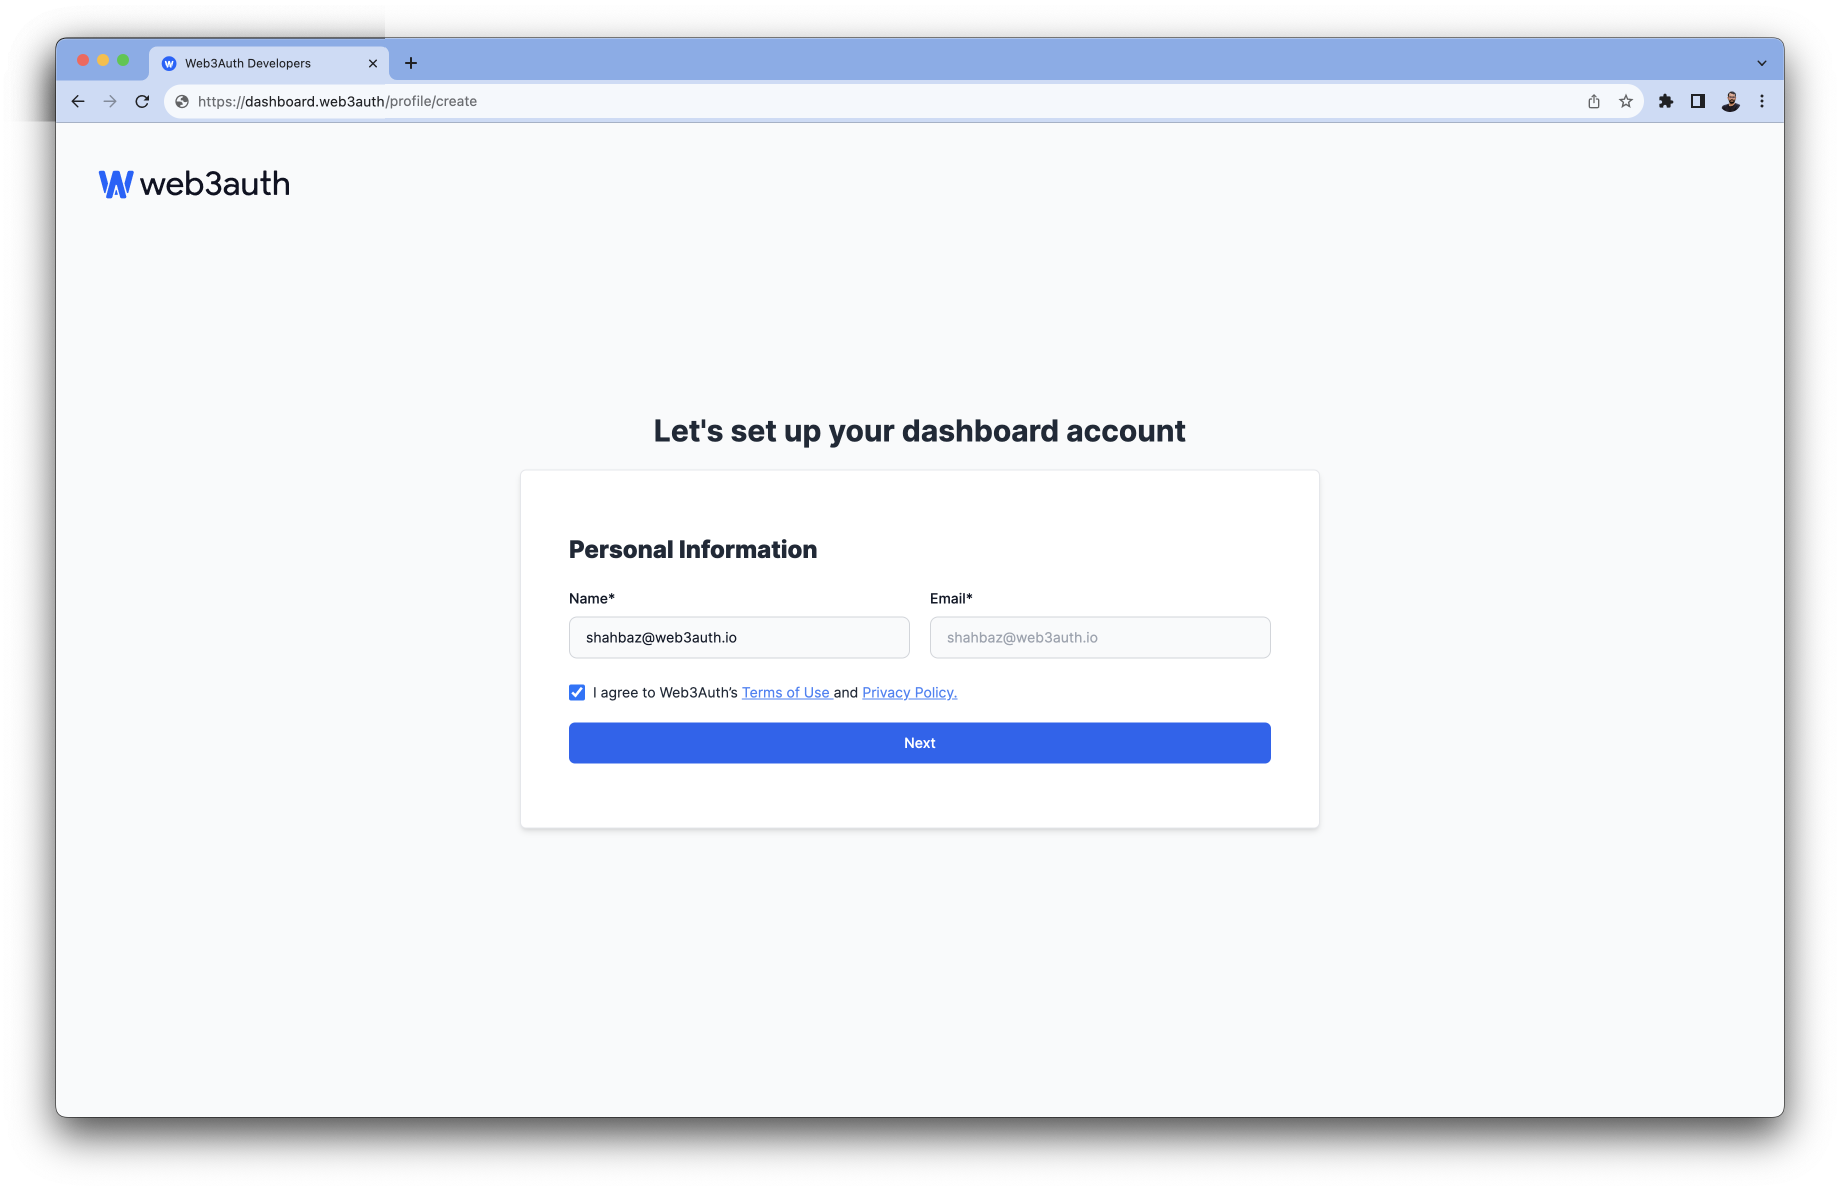 Web3Auth Developers
https://dashboard.web3auth/profile/create
web3auth
Let's set up your dashboard account
Personal Information
Name* Email*
shahbaz@web3auth.io shahbaz@web3auth.io
I agree to Web3Auth’s Terms of Use and Privacy Policy.
Next